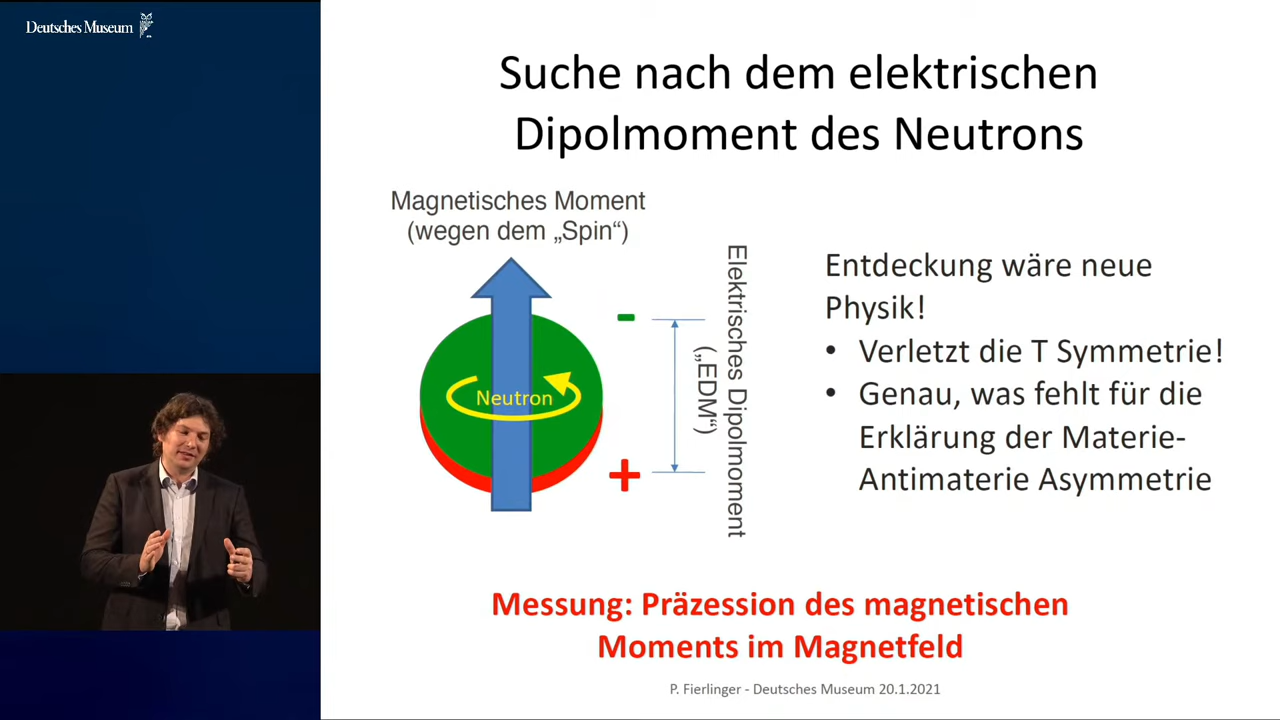 Deutsches Museum
Suche nach dem elektrischen
Dipolmoment des Neutrons
Magnetisches Moment
(wegen dem „Spin“)
Neutron
-
+
Elektrisches Dipolmoment
(„EDM“)
Entdeckung wäre neue
Physik!
• Verletzt die T Symmetrie!
• Genau, was fehlt für die
Erklärung der Materie-
Antimaterie Asymmetrie
Messung: Präzession des magnetischen
Moments im Magnetfeld
P. Fierlinger - Deutsches Museum 20.1.2021